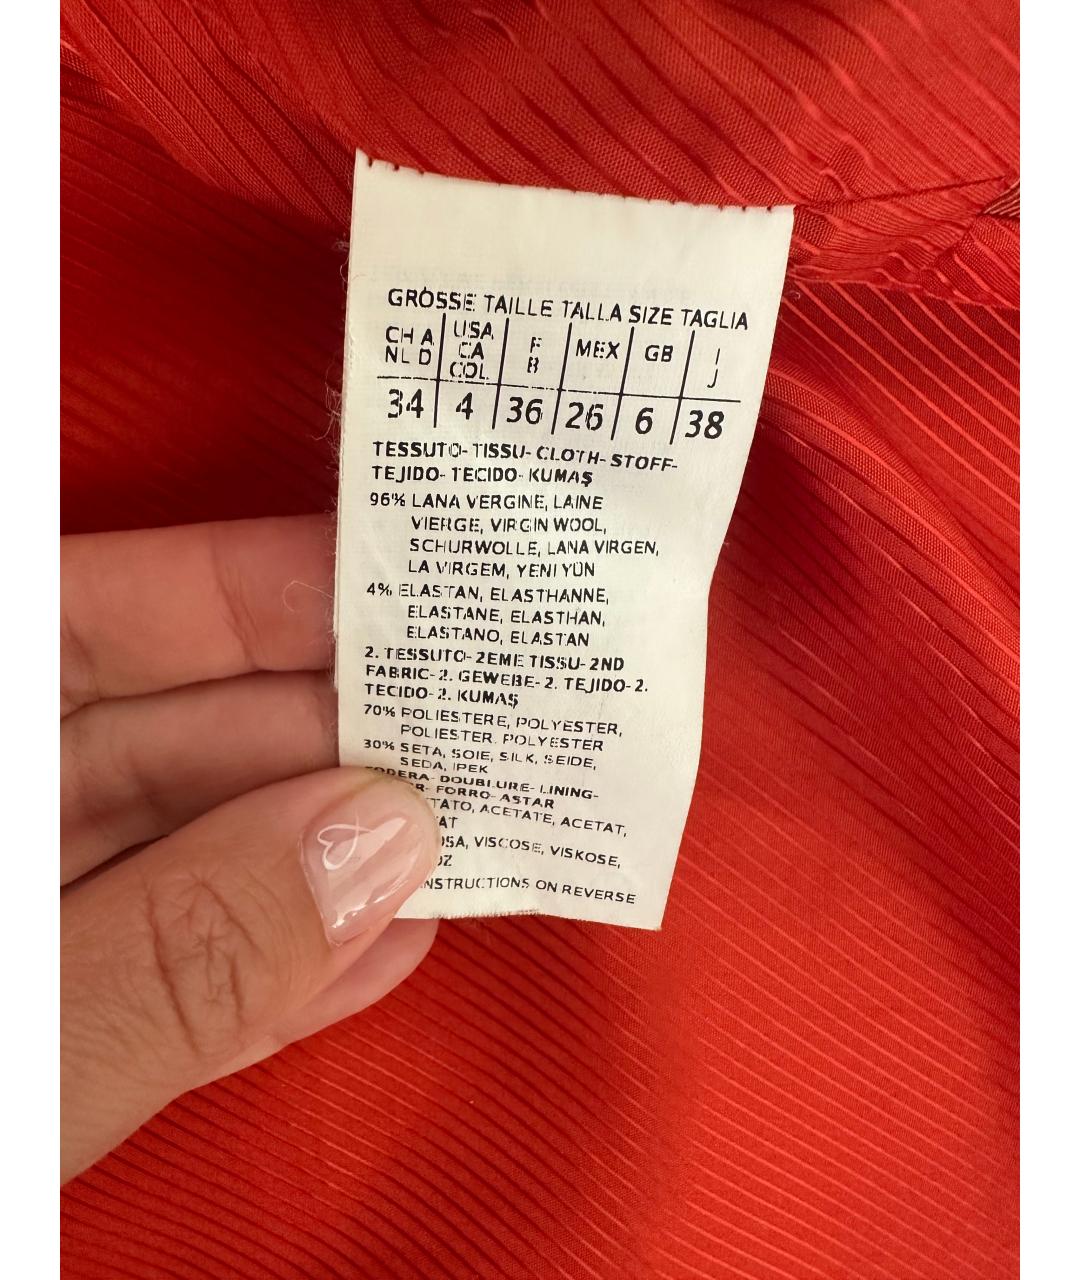 GRÖSSE TAILLE TALLA SIZE TAGLIA
CH A NL D USA CA COL F B MEX GB I J
34 4 36 26 6 38
TESSUTO- TISSU- CLOTH- STOFF-
TEJIDO- TECIDO- KUMAŞ
96% LANA VERGINE, LAINE
VIERGE, VIRGIN WOOL,
SCHURWOLLE, LANA VIRGEN,
LA VIRGEM, YENI YÜN
4% ELASTAN, ELASTHANNE,
ELASTANE, ELASTHAN,
ELASTANO, ELASTAN
2. TESSUTO- 2EME TISSU- 2ND
FABRIC- 2. GEWEBE- 2. TEJIDO- 2.
TECIDO- 2. KUMAŞ
70% POLIESTERE, POLYESTER,
POLIESTER, POLYESTER
30% SETA, SOIE, SILK, SEIDE,
SEDA, IPEK
FODERA- DOUBLURE- LINING-
FORRO- ASTAR
ACETATE, ACETAT,
VISCOSE, VISKOSE,
INSTRUCTIONS ON REVERSE